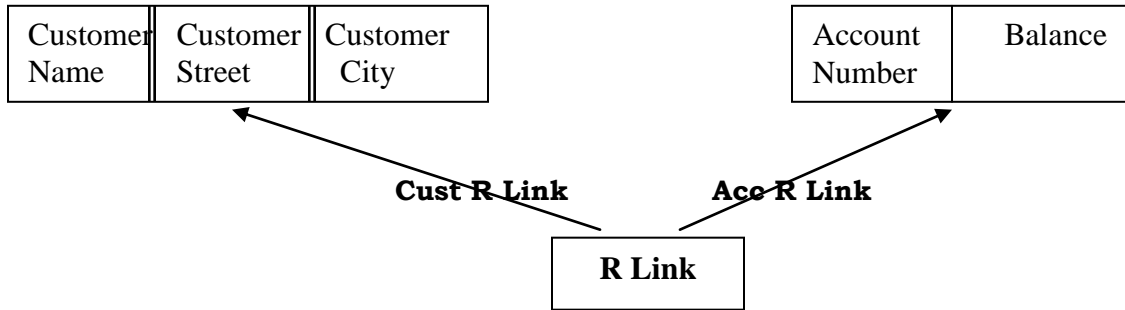 Customer Name
Customer Street
Customer City
Account Number
Balance
Cust R Link
Acc R Link
R Link